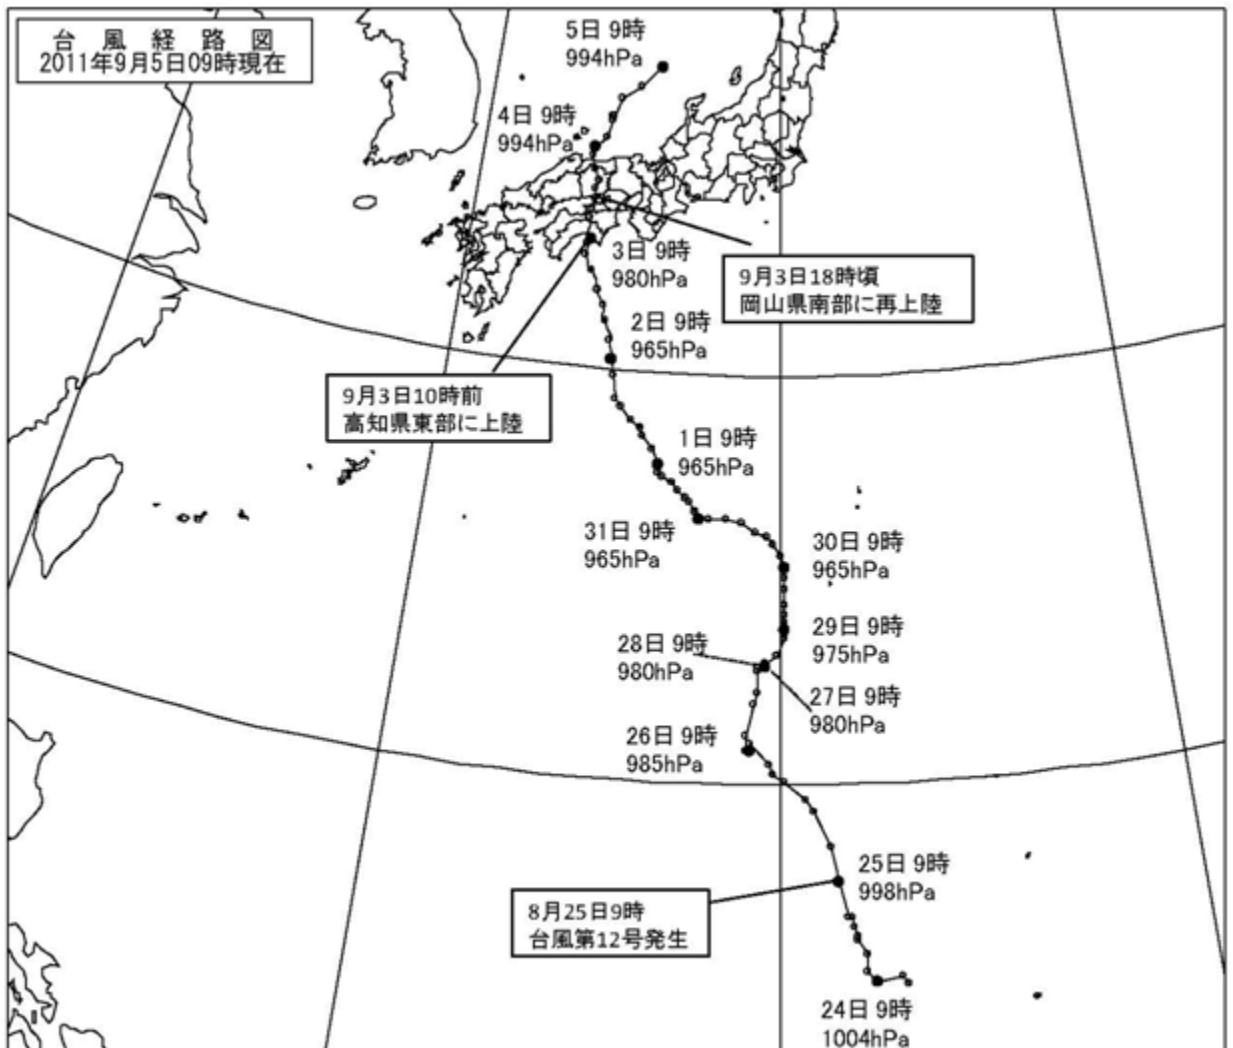 台風経路図
2011年9月5日09時現在
5日 9時
994hPa
4日 9時
994hPa
3日 9時
980hPa
9月3日18時頃
岡山県南部に再上陸
2日 9時
965hPa
9月3日10時前
高知県東部に上陸
1日 9時
965hPa
31日 9時
965hPa
30日 9時
965hPa
29日 9時
975hPa
28日 9時
980hPa
27日 9時
980hPa
26日 9時
985hPa
25日 9時
998hPa
8月25日9時
台風第12号発生
24日 9時
1004hPa